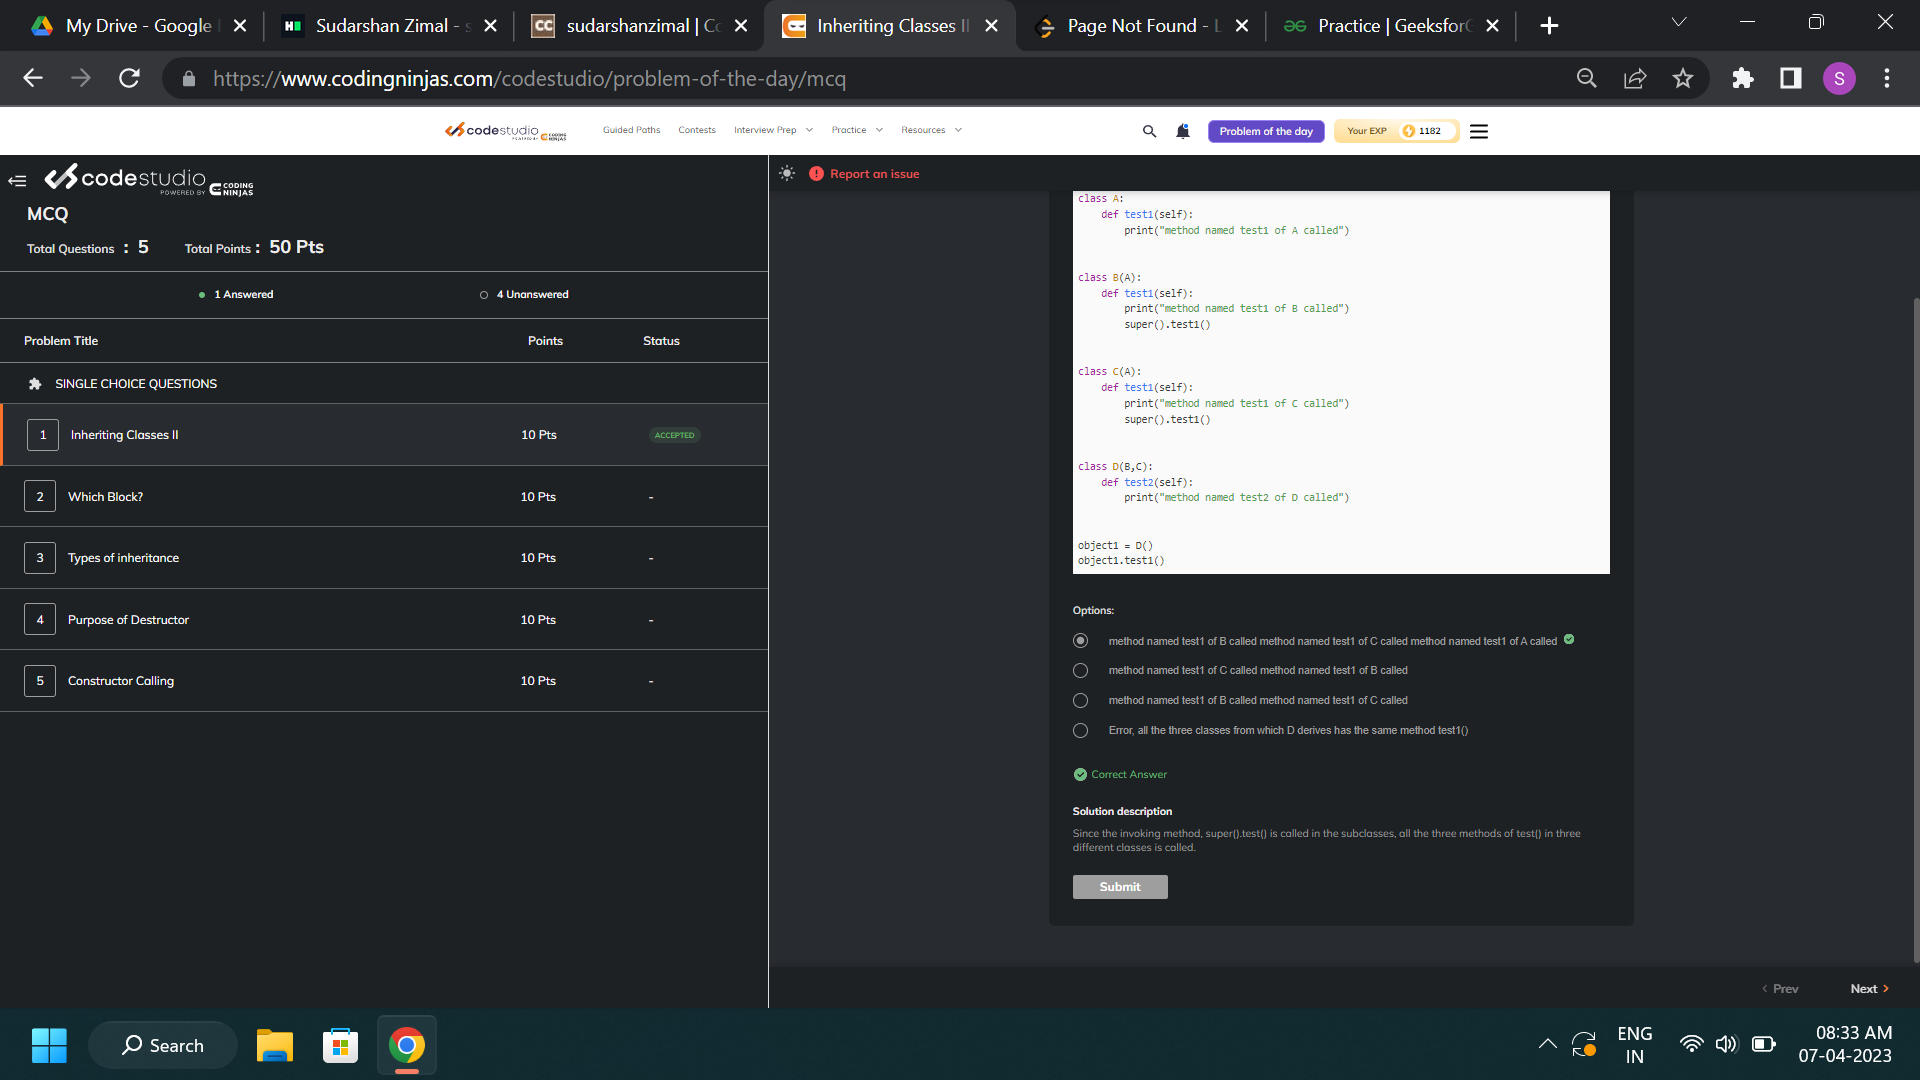 My Drive - Google
Sudarshan Zimal - s
sudarshanzimal | Co
Inheriting Classes II
Page Not Found - L
Practice | GeeksforG
https://www.codingninjas.com/codestudio/problem-of-the-day/mcq
S
codestudio
POWERED BY CODING NINJAS
Guided Paths
Contests
Interview Prep
Practice
Resources
Problem of the day
Your EXP
1182
codestudio
POWERED BY CODING NINJAS
Report an issue
MCQ
Total Questions : 5
Total Points : 50 Pts
1 Answered
4 Unanswered
Problem Title
Points
Status
SINGLE CHOICE QUESTIONS
1 Inheriting Classes II 10 Pts ACCEPTED
2 Which Block? 10 Pts -
3 Types of inheritance 10 Pts -
4 Purpose of Destructor 10 Pts -
5 Constructor Calling 10 Pts -
class A:
def test1(self):
print("method named test1 of A called")
class B(A):
def test1(self):
print("method named test1 of B called")
super().test1()
class C(A):
def test1(self):
print("method named test1 of C called")
super().test1()
class D(B,C):
def test2(self):
print("method named test2 of D called")
object1 = D()
object1.test1()
Options:
method named test1 of B called method named test1 of C called method named test1 of A called
method named test1 of C called method named test1 of B called
method named test1 of B called method named test1 of C called
Error, all the three classes from which D derives has the same method test1()
Correct Answer
Solution description
Since the invoking method, super().test() is called in the subclasses, all the three methods of test() in three
different classes is called.
Submit
Prev
Next
Search
ENG
IN
08:33 AM
07-04-2023